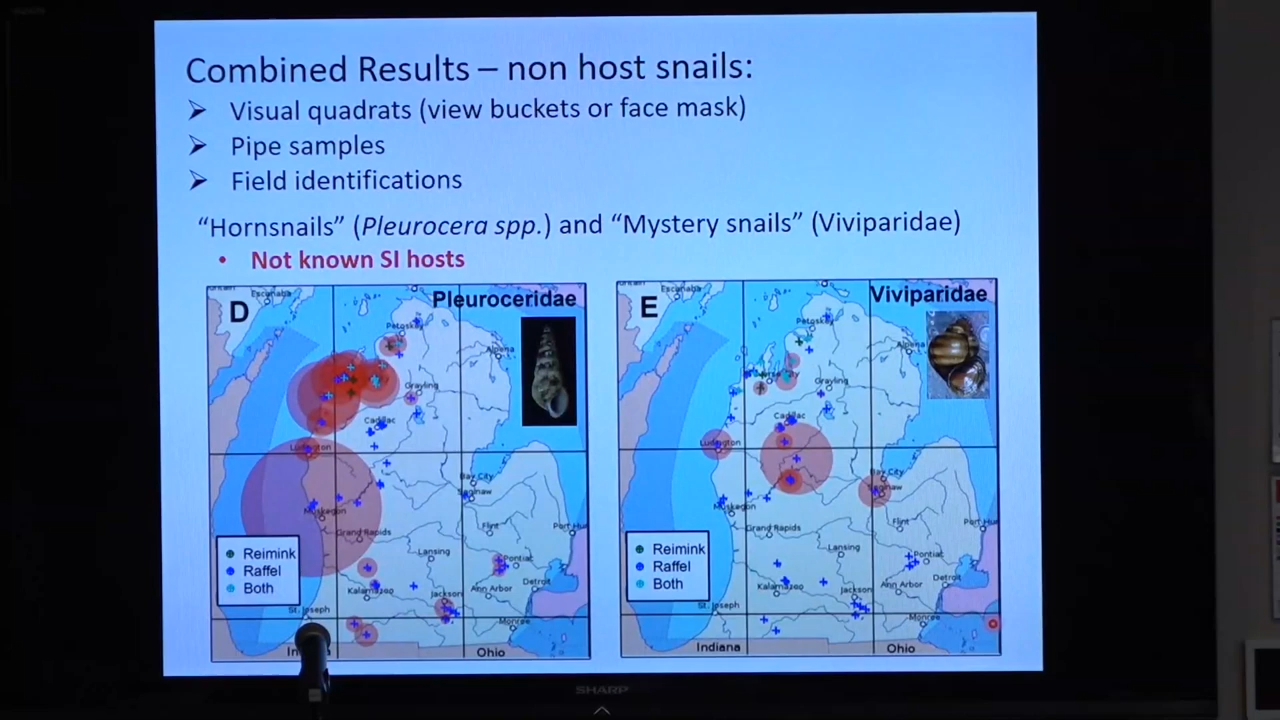 Combined Results – non host snails:
➢ Visual quadrats (view buckets or face mask)
➢ Pipe samples
➢ Field identifications
“Hornsnails” (Pleurocera spp.) and “Mystery snails” (Viviparidae)
• Not known SI hosts
D
Pleuroceridae
Escanaba
Petoskey
Alpena
Grayling
Cadillac
Ludington
Bay City
Saginaw
Muskegon
Grand Rapids
Flint
Port Hu
Lansing
Pontiac
Reimink
Raffel
Both
Kalamazoo
Jackson
Ann Arbor
Detroit
St. Joseph
Monroe
Ohio
E
Viviparidae
Escanaba
Petoskey
Alpena
Grayling
Cadillac
Ludington
Bay City
Saginaw
Muskegon
Grand Rapids
Flint
Port Hu
Lansing
Pontiac
Reimink
Raffel
Both
Kalamazoo
Jackson
Ann Arbor
Detroit
St. Joseph
Monroe
Indiana
Ohio
SHARP